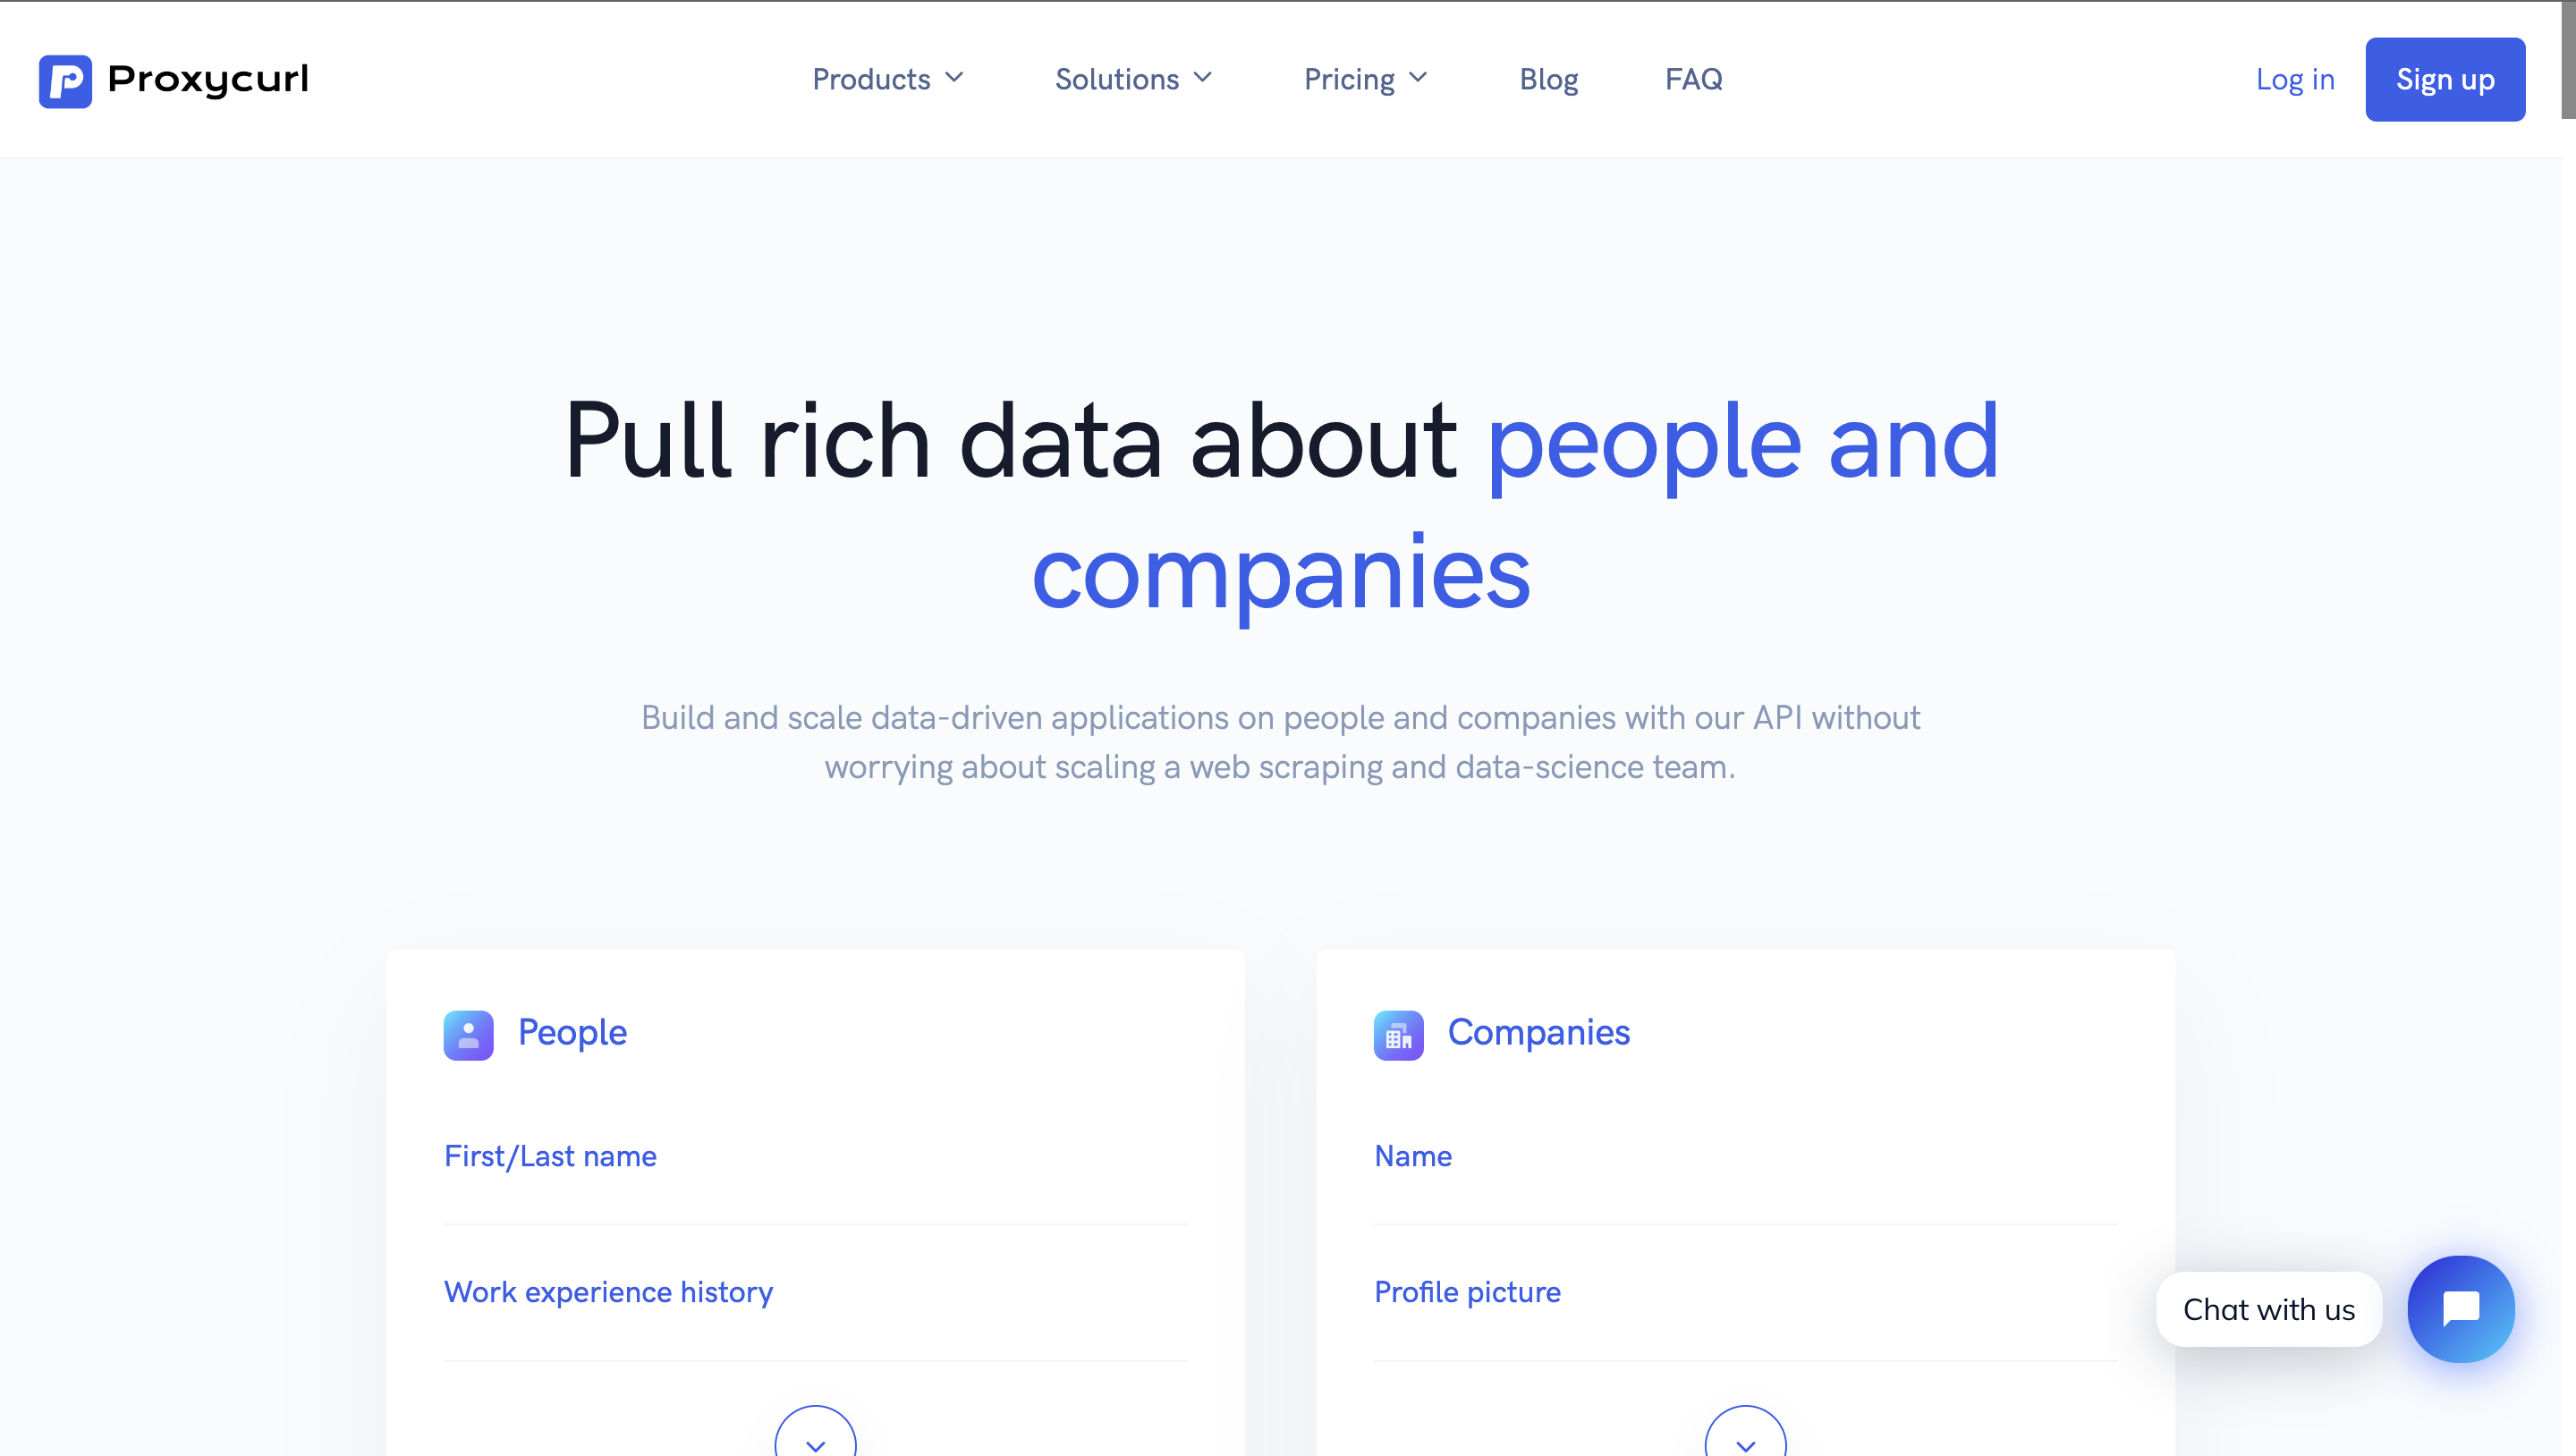 Proxycurl
Products
Solutions
Pricing
Blog
FAQ
Log in
Sign up
Pull rich data about people and
companies
Build and scale data-driven applications on people and companies with our API without
worrying about scaling a web scraping and data-science team.
People
First/Last name
Work experience history
Companies
Name
Profile picture
Chat with us